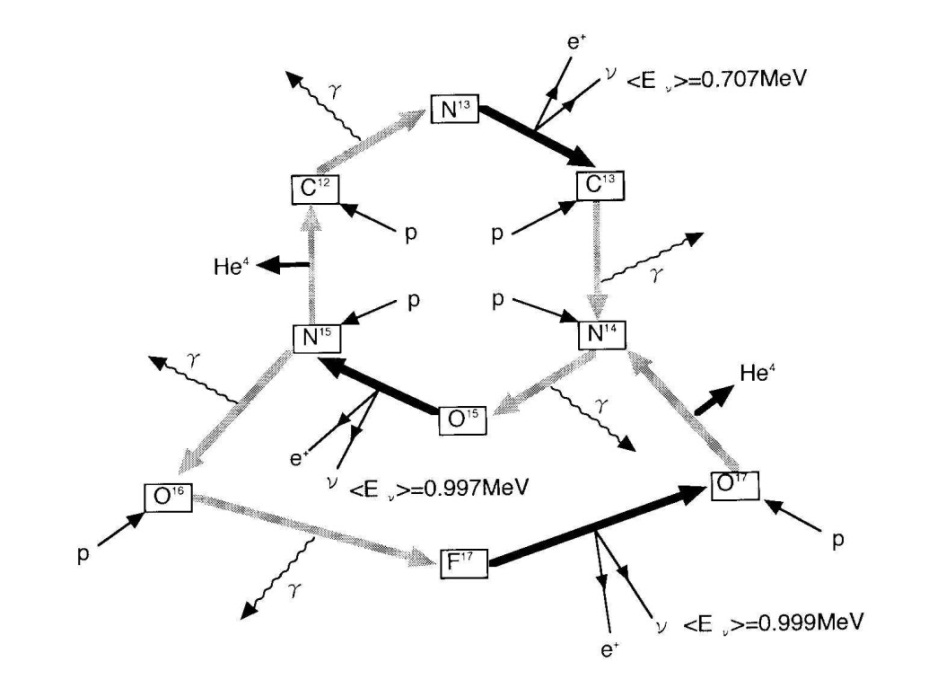 e⁺
ν <E ᵥ>=0.707MeV
γ
N¹³
C¹²
C¹³
p
p
He⁴
γ
p
p
N¹⁵
N¹⁴
γ
He⁴
O¹⁵
γ
e⁺
ν <E ᵥ>=0.997MeV
O¹⁶
O¹⁷
p
p
F¹⁷
γ
ν <E ᵥ>=0.999MeV
e⁺